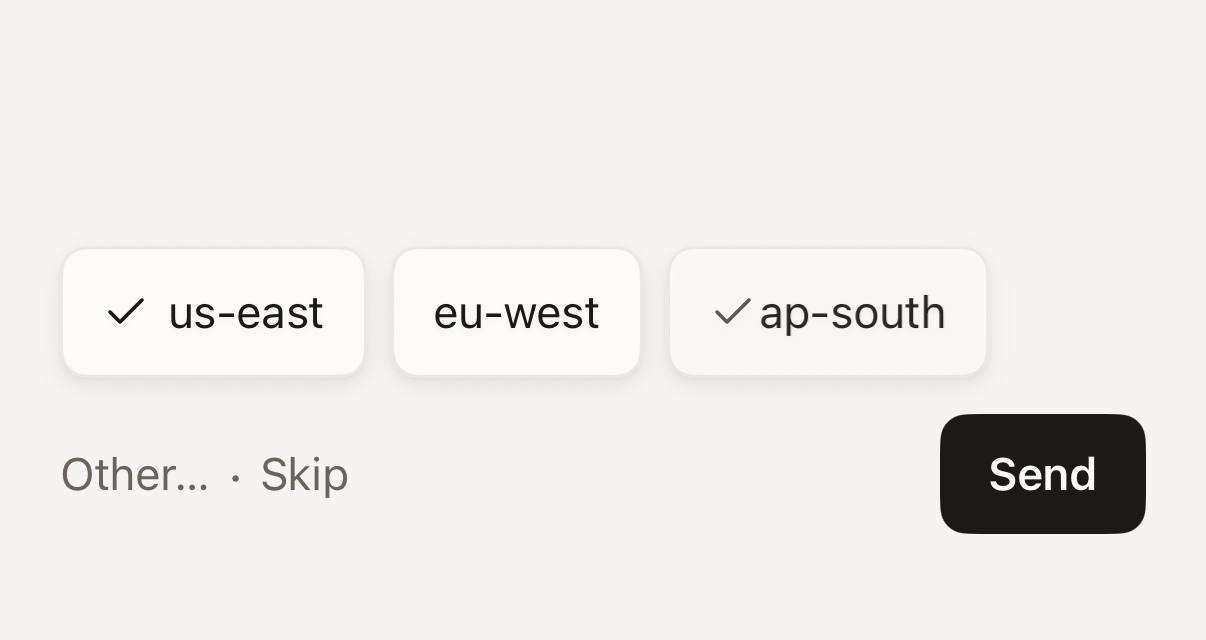 ✓ us-east eu-west ✓ ap-south
Other... · Skip Send